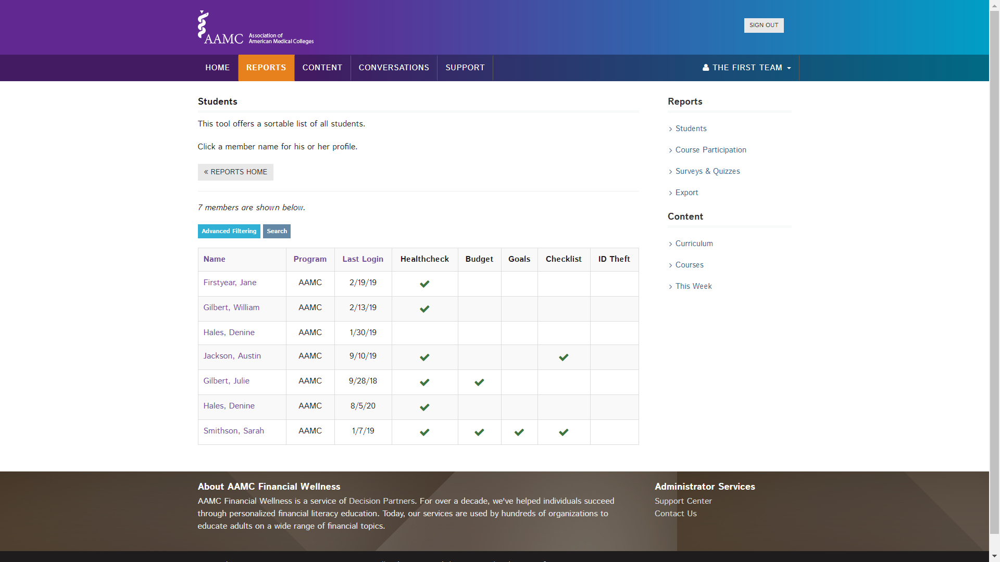 AAMC
Association of
American Medical Colleges
SIGN OUT
HOME
REPORTS
CONTENT
CONVERSATIONS
SUPPORT
THE FIRST TEAM
Students
This tool offers a sortable list of all students.
Click a member name for his or her profile.
« REPORTS HOME
7 members are shown below.
Advanced Filtering
Search
Name Program Last Login Healthcheck Budget Goals Checklist ID Theft
Firstyear, Jane AAMC 2/19/19
Gilbert, William AAMC 2/13/19
Hales, Denine AAMC 1/30/19
Jackson, Austin AAMC 9/10/19
Gilbert, Julie AAMC 9/28/18
Hales, Denine AAMC 8/5/20
Smithson, Sarah AAMC 1/7/19
Reports
Students
Course Participation
Surveys & Quizzes
Export
Content
Curriculum
Courses
This Week
About AAMC Financial Wellness
AAMC Financial Wellness is a service of Decision Partners. For over a decade, we've helped individuals succeed
through personalized financial literacy education. Today, our services are used by hundreds of organizations to
educate adults on a wide range of financial topics.
Administrator Services
Support Center
Contact Us